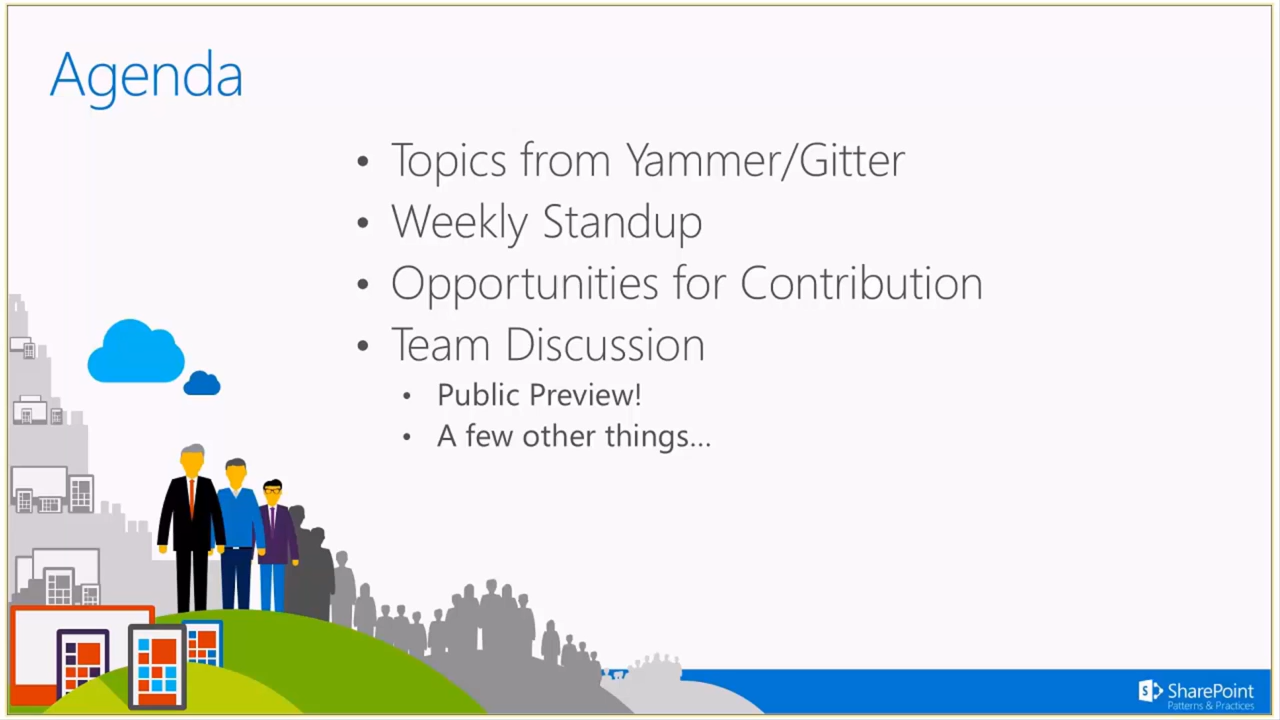 Agenda
• Topics from Yammer/Gitter
• Weekly Standup
• Opportunities for Contribution
• Team Discussion
• Public Preview!
• A few other things...
S SharePoint
Patterns & Practices